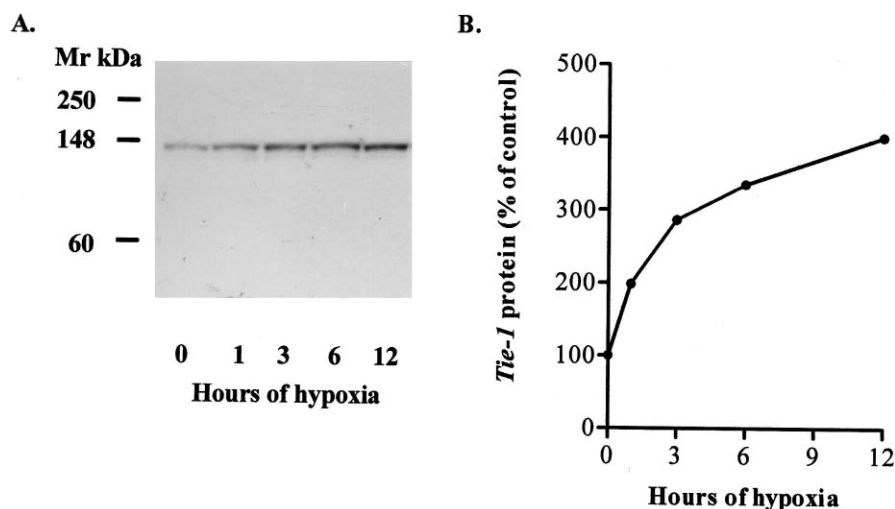 A.
Mr kDa
250
148
60
0 1 3 6 12
Hours of hypoxia
B.
Tie-1 protein (% of control)
500
400
300
200
100
0
0 3 6 9 12
Hours of hypoxia